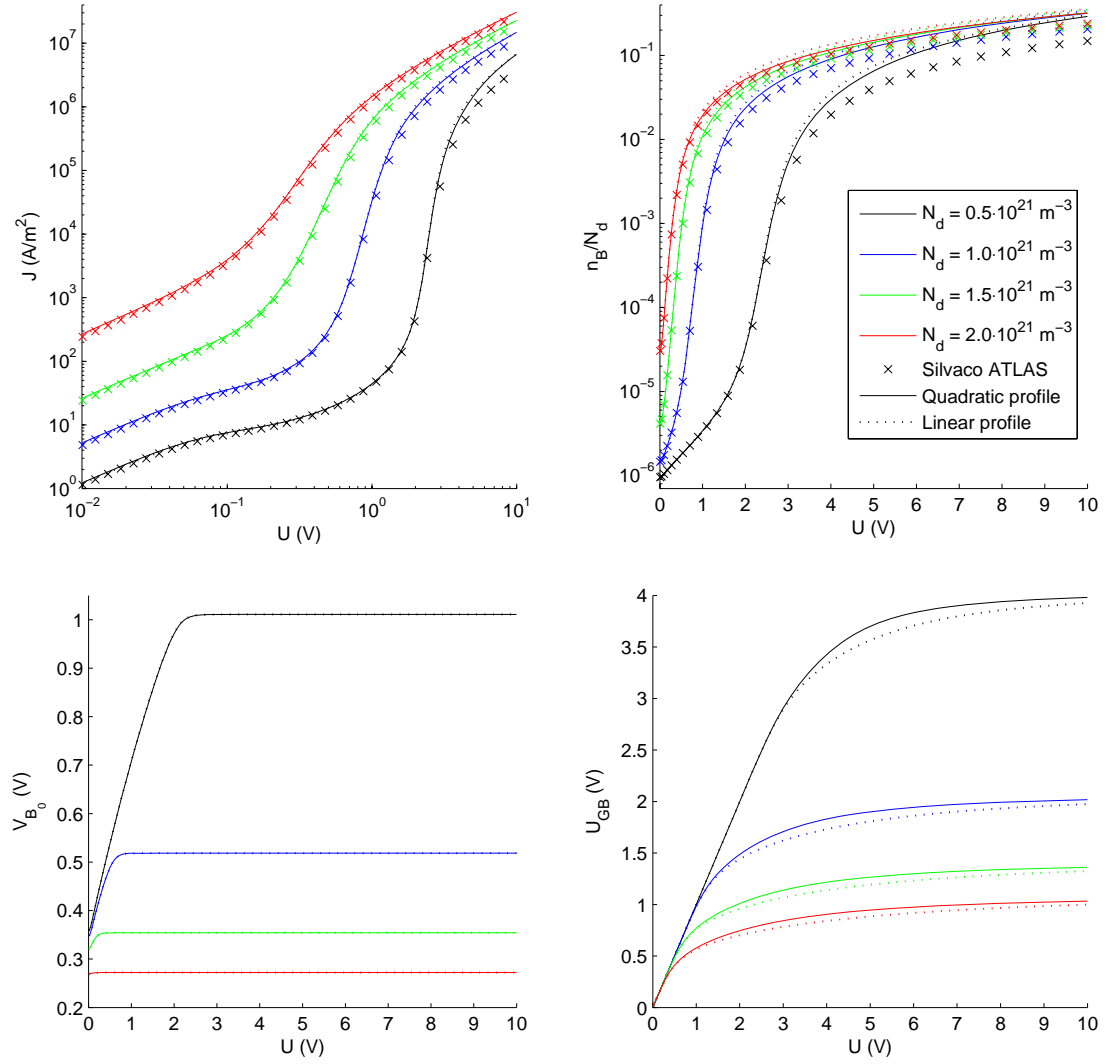 10^7
10^6
10^5
10^4
10^3
10^2
10^1
10^0
J (A/m^2)
10^−2 10^−1 10^0 10^1
U (V)
10^−1
10^−2
10^−3
10^−4
10^−5
10^−6
n_B/N_d
0 1 2 3 4 5 6 7 8 9 10
U (V)
N_d = 0.5·10^21 m^−3
N_d = 1.0·10^21 m^−3
N_d = 1.5·10^21 m^−3
N_d = 2.0·10^21 m^−3
Silvaco ATLAS
Quadratic profile
Linear profile
1
0.9
0.8
0.7
0.6
0.5
0.4
0.3
0.2
V_B_0 (V)
0 1 2 3 4 5 6 7 8 9 10
U (V)
4
3.5
3
2.5
2
1.5
1
0.5
0
U_GB (V)
0 1 2 3 4 5 6 7 8 9 10
U (V)